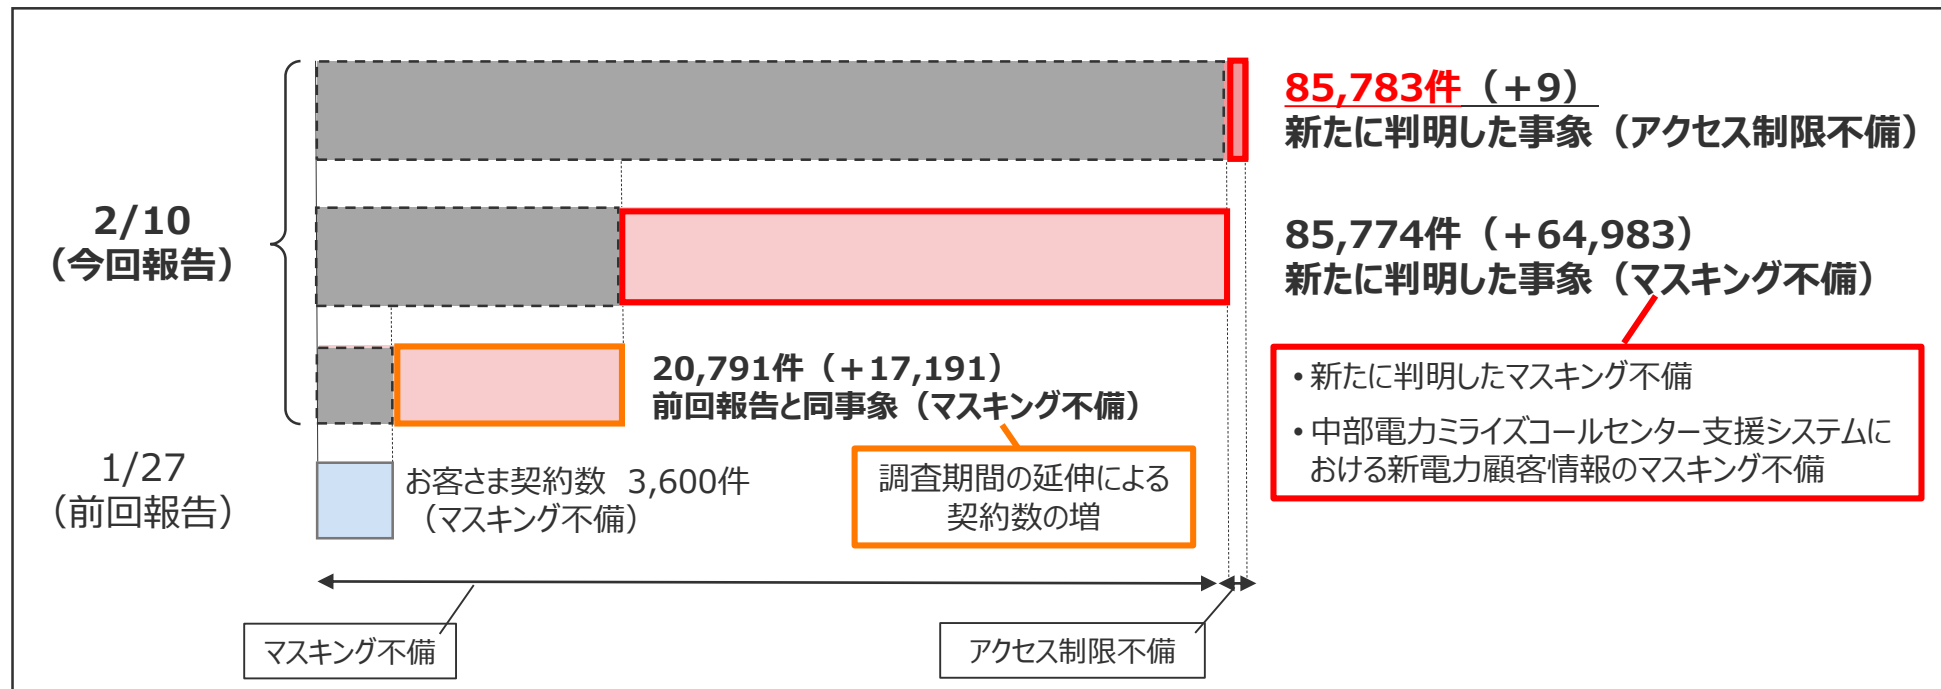 85,783件（+9）
新たに判明した事象（アクセス制限不備）
2/10
（今回報告）
85,774件（+64,983）
新たに判明した事象（マスキング不備）
20,791件（+17,191）
前回報告と同事象（マスキング不備）
・新たに判明したマスキング不備
・中部電力ミライズコールセンター支援システムに
おける新電力顧客情報のマスキング不備
調査期間の延伸による
契約数の増
1/27
（前回報告）
お客さま契約数　3,600件
（マスキング不備）
マスキング不備
アクセス制限不備